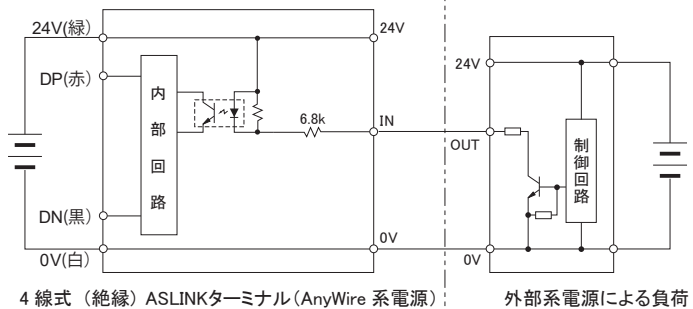 24V(緑)
24V
DP(赤)
24V
内部回路
6.8k
IN
OUT
制御回路
DN(黒)
0V
0V(白)
0V
4線式 (絶縁) ASLINKターミナル(AnyWire 系電源)
外部系電源による負荷